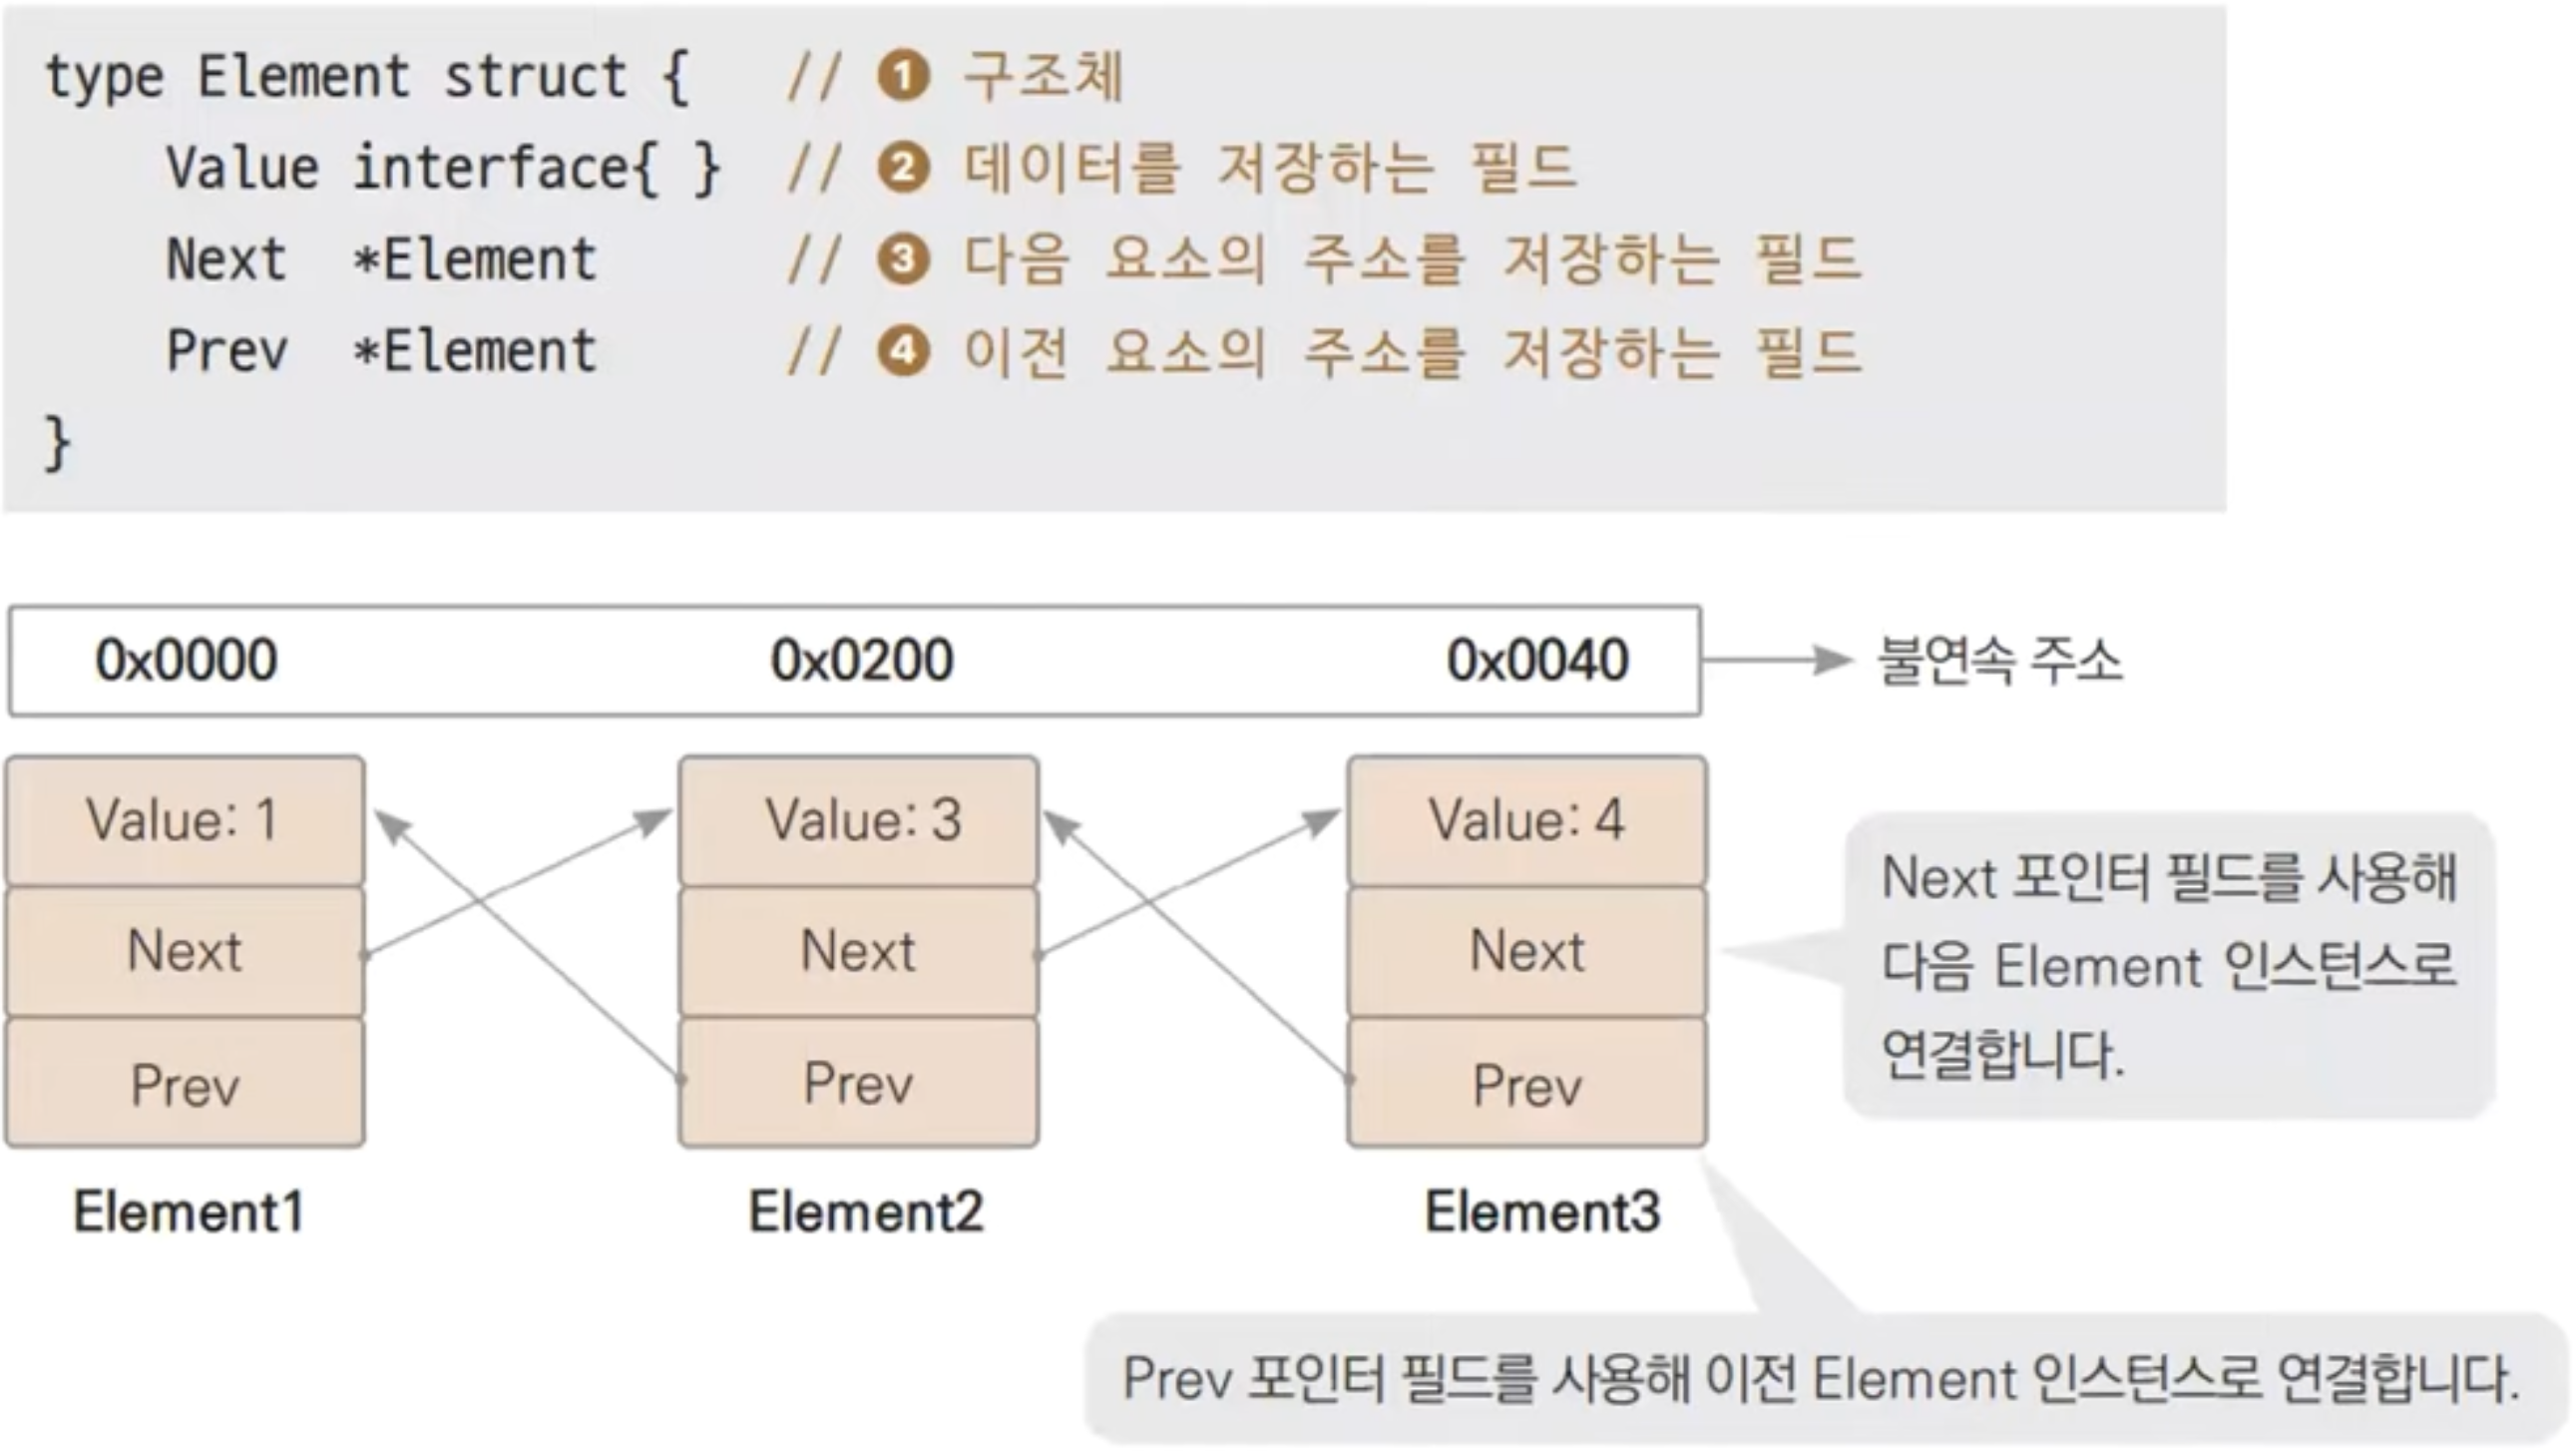 type Element struct { // ❶ 구조체
Value interface{ } // ❷ 데이터를 저장하는 필드
Next *Element // ❸ 다음 요소의 주소를 저장하는 필드
Prev *Element // ❹ 이전 요소의 주소를 저장하는 필드
}
0x0000 0x0200 0x0040 불연속 주소
Value: 1 Value: 3 Value: 4
Next Next Next
Prev Prev Prev
Element1 Element2 Element3
Next 포인터 필드를 사용해
다음 Element 인스턴스로
연결합니다.
Prev 포인터 필드를 사용해 이전 Element 인스턴스로 연결합니다.